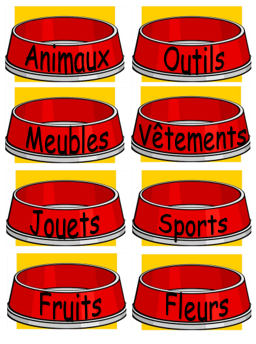 Animaux
Outils
Meubles
Vêtements
Jouets
Sports
Fruits
Fleurs